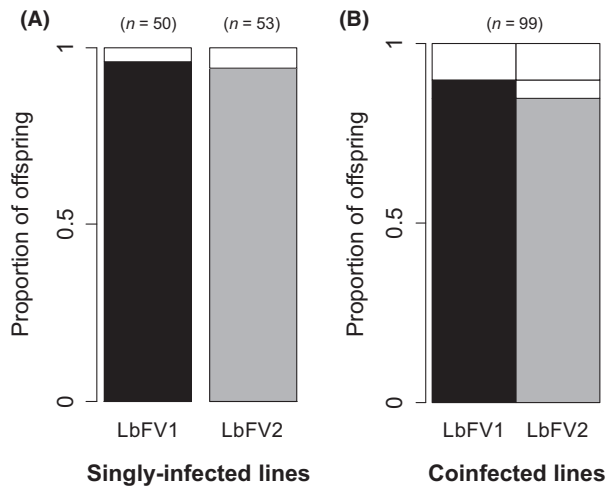 (A)
(n = 50)
(n = 53)
Proportion of offspring
1
0.5
0
LbFV1
LbFV2
Singly-infected lines
(B)
(n = 99)
Proportion of offspring
1
0.5
0
LbFV1
LbFV2
Coinfected lines